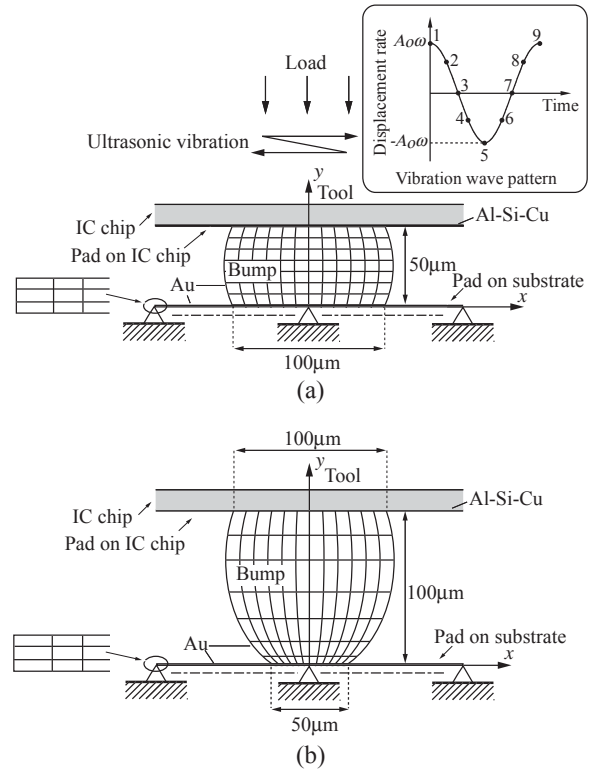 Displacement rate
Aoω
-Aoω
1
2
3
4
5
6
7
8
9
Time
Vibration wave pattern
Load
Ultrasonic vibration
y
Tool
IC chip
Pad on IC chip
Al-Si-Cu
Au
Bump
50μm
Pad on substrate
x
100μm
(a)
100μm
y
Tool
IC chip
Pad on IC chip
Al-Si-Cu
Bump
100μm
Au
Pad on substrate
x
50μm
(b)